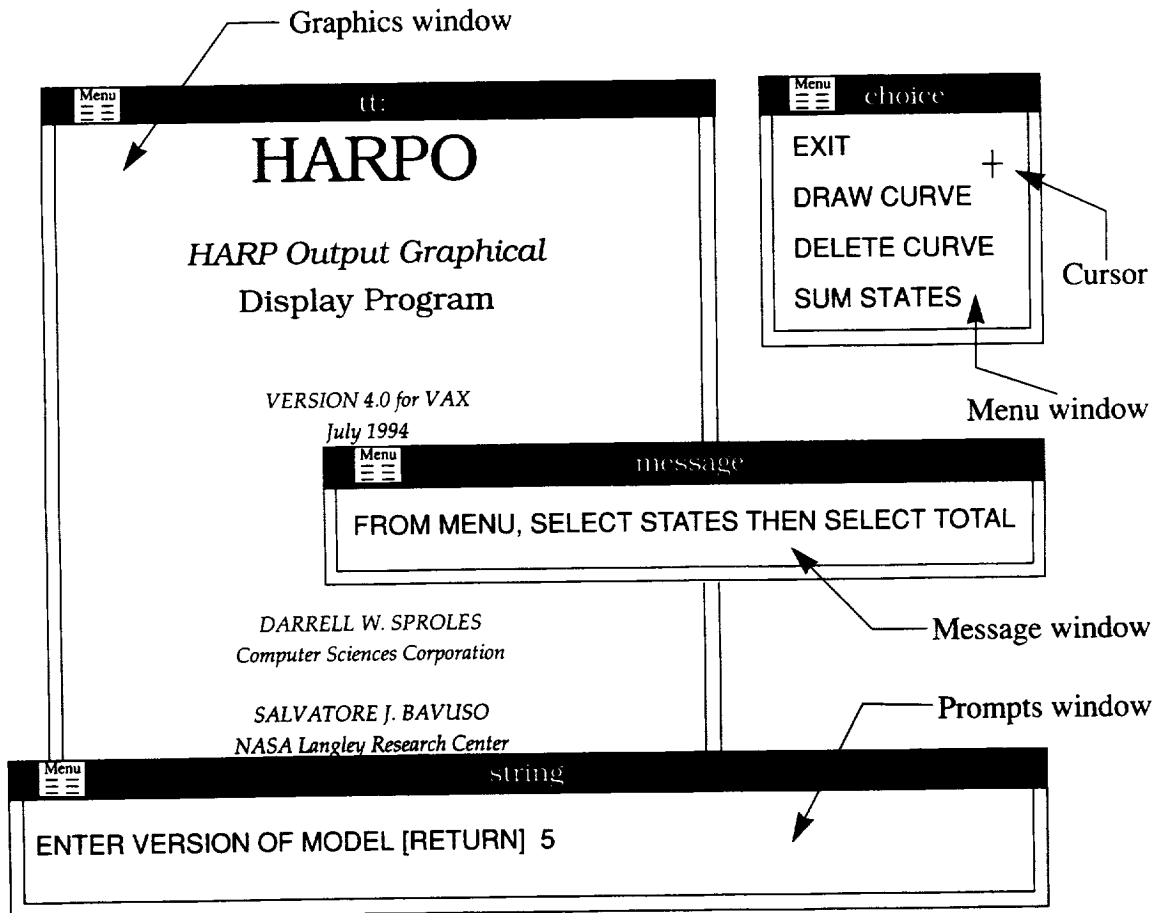 Graphics window
Menu
tt:
HARPO
HARP Output Graphical
Display Program
VERSION 4.0 for VAX
July 1994
Menu
choice
EXIT
DRAW CURVE
DELETE CURVE
SUM STATES
Cursor
Menu window
Menu
message
FROM MENU, SELECT STATES THEN SELECT TOTAL
Message window
DARRELL W. SPROLES
Computer Sciences Corporation
SALVATORE J. BAVUSO
NASA Langley Research Center
Prompts window
Menu
string
ENTER VERSION OF MODEL [RETURN] 5